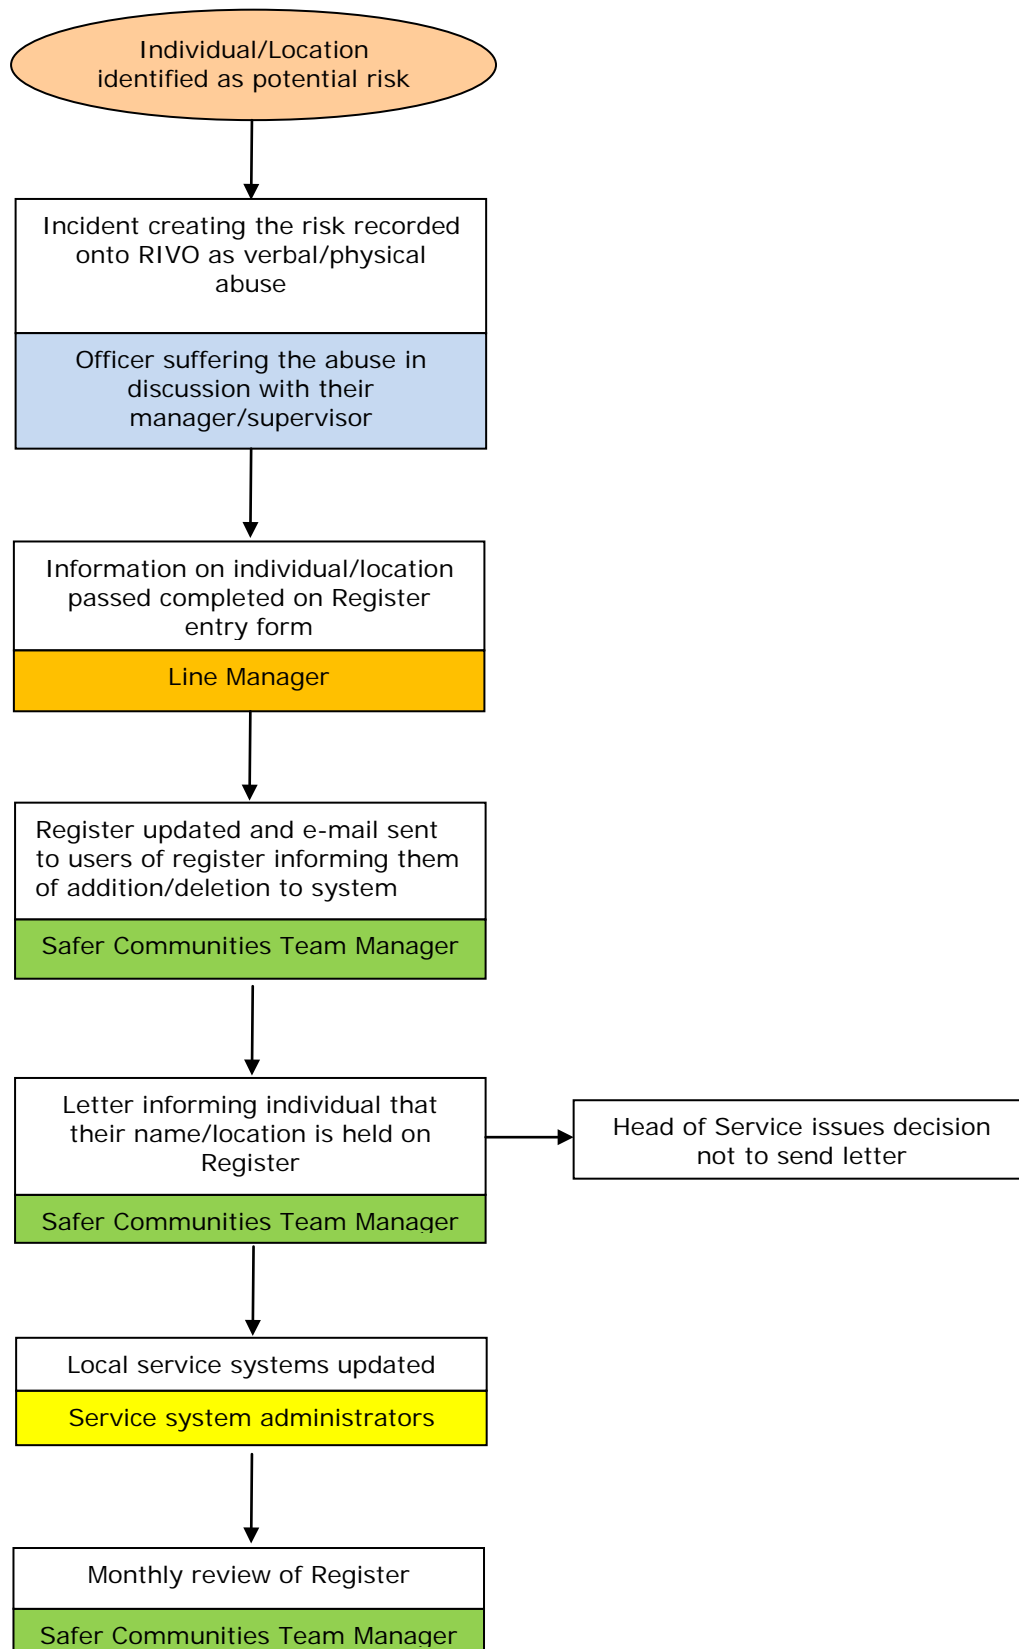 Individual/Location
identified as potential risk
Incident creating the risk recorded
onto RIVO as verbal/physical
abuse
Officer suffering the abuse in
discussion with their
manager/supervisor
Information on individual/location
passed completed on Register
entry form
Line Manager
Register updated and e-mail sent
to users of register informing them
of addition/deletion to system
Safer Communities Team Manager
Letter informing individual that
their name/location is held on
Register
Safer Communities Team Manager
Head of Service issues decision
not to send letter
Local service systems updated
Service system administrators
Monthly review of Register
Safer Communities Team Manager